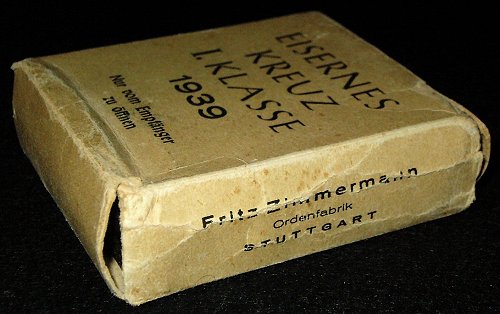 EISERNES
KREUZ
I. KLASSE
1939
Nur vom Empfänger
zu öffnen
Fritz Zimmermann
Ordenfabrik
STUTTGART